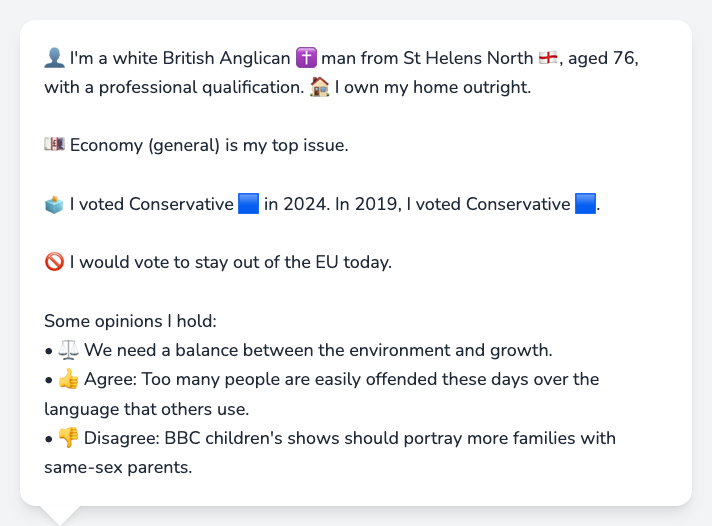 👤 I'm a white British Anglican ✝️ man from St Helens North 🏴󠁧󠁢󠁥󠁮󠁧󠁿, aged 76,
with a professional qualification. 🏠 I own my home outright.
💷 Economy (general) is my top issue.
🗳️ I voted Conservative 🟦 in 2024. In 2019, I voted Conservative 🟦.
🚫 I would vote to stay out of the EU today.
Some opinions I hold:
• ⚖️ We need a balance between the environment and growth.
• 👍 Agree: Too many people are easily offended these days over the
language that others use.
• 👎 Disagree: BBC children's shows should portray more families with
same-sex parents.